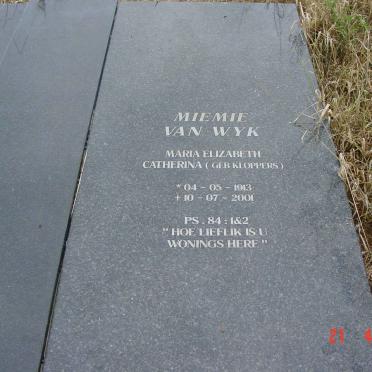 MIEMIE
VAN WYK
MARIA ELIZABETH
CATHERINA ( GEB KLOPPERS )
* 04 - 05 - 1913
+ 10 - 07 - 2001
PS . 84 : 1&2
" HOE LIEFLIK IS U
WONINGS HERE "
21